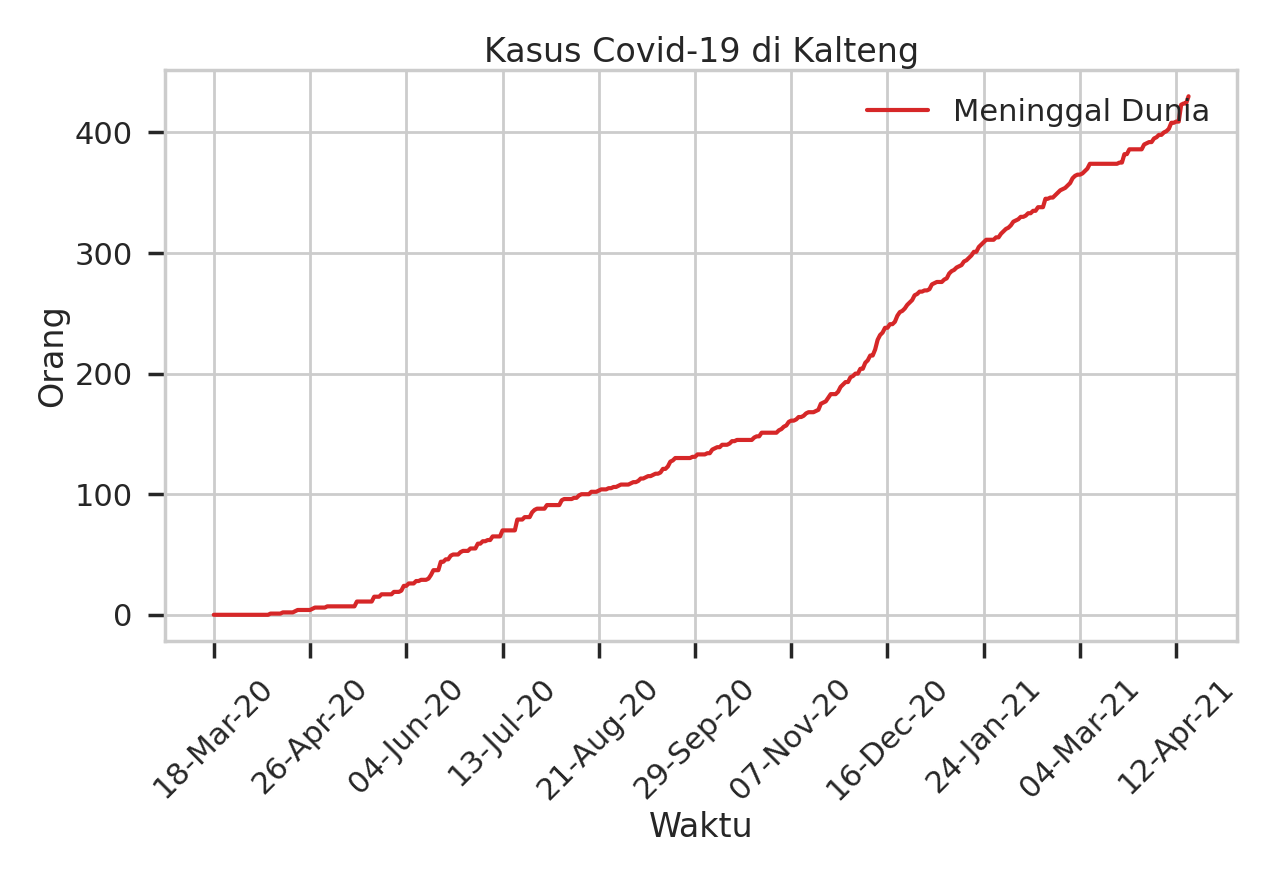 Kasus Covid-19 di Kalteng
Meninggal Dunia
Orang
400
300
200
100
0
18-Mar-20
26-Apr-20
04-Jun-20
13-Jul-20
21-Aug-20
29-Sep-20
07-Nov-20
16-Dec-20
24-Jan-21
04-Mar-21
12-Apr-21
Waktu